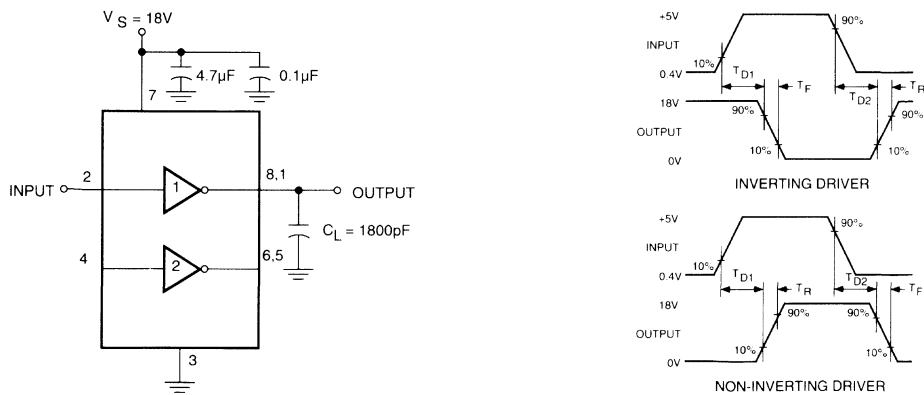 V S = 18V
4.7µF
0.1µF
7
INPUT
2
1
8,1
OUTPUT
C L = 1800pF
4
2
6,5
3
+5V
INPUT
0.4V
10%
90%
T D1
T F
T D2
T R
18V
OUTPUT
0V
90%
10%
10%
90%
INVERTING DRIVER
+5V
INPUT
0.4V
10%
90%
T D1
T R
T D2
T F
18V
OUTPUT
0V
10%
90%
90%
10%
NON-INVERTING DRIVER